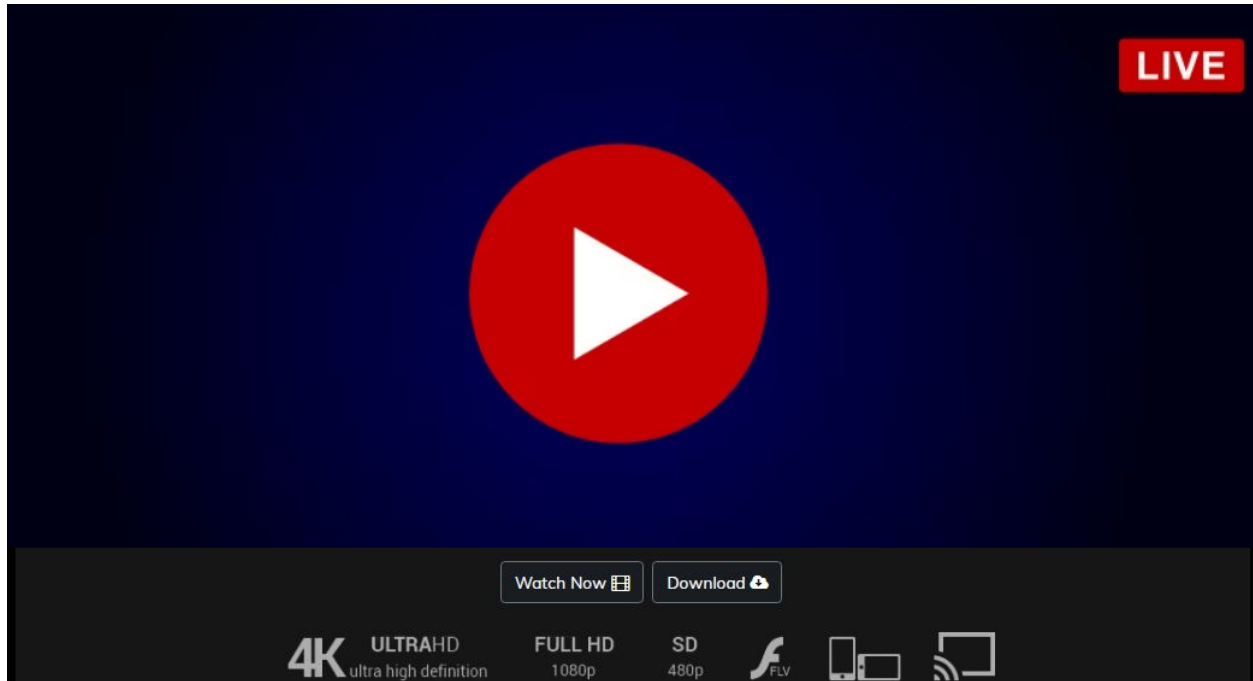 LIVE
Watch Now Download
4K ULTRAHD FULL HD SD
ultra high definition 1080p 480p FLV